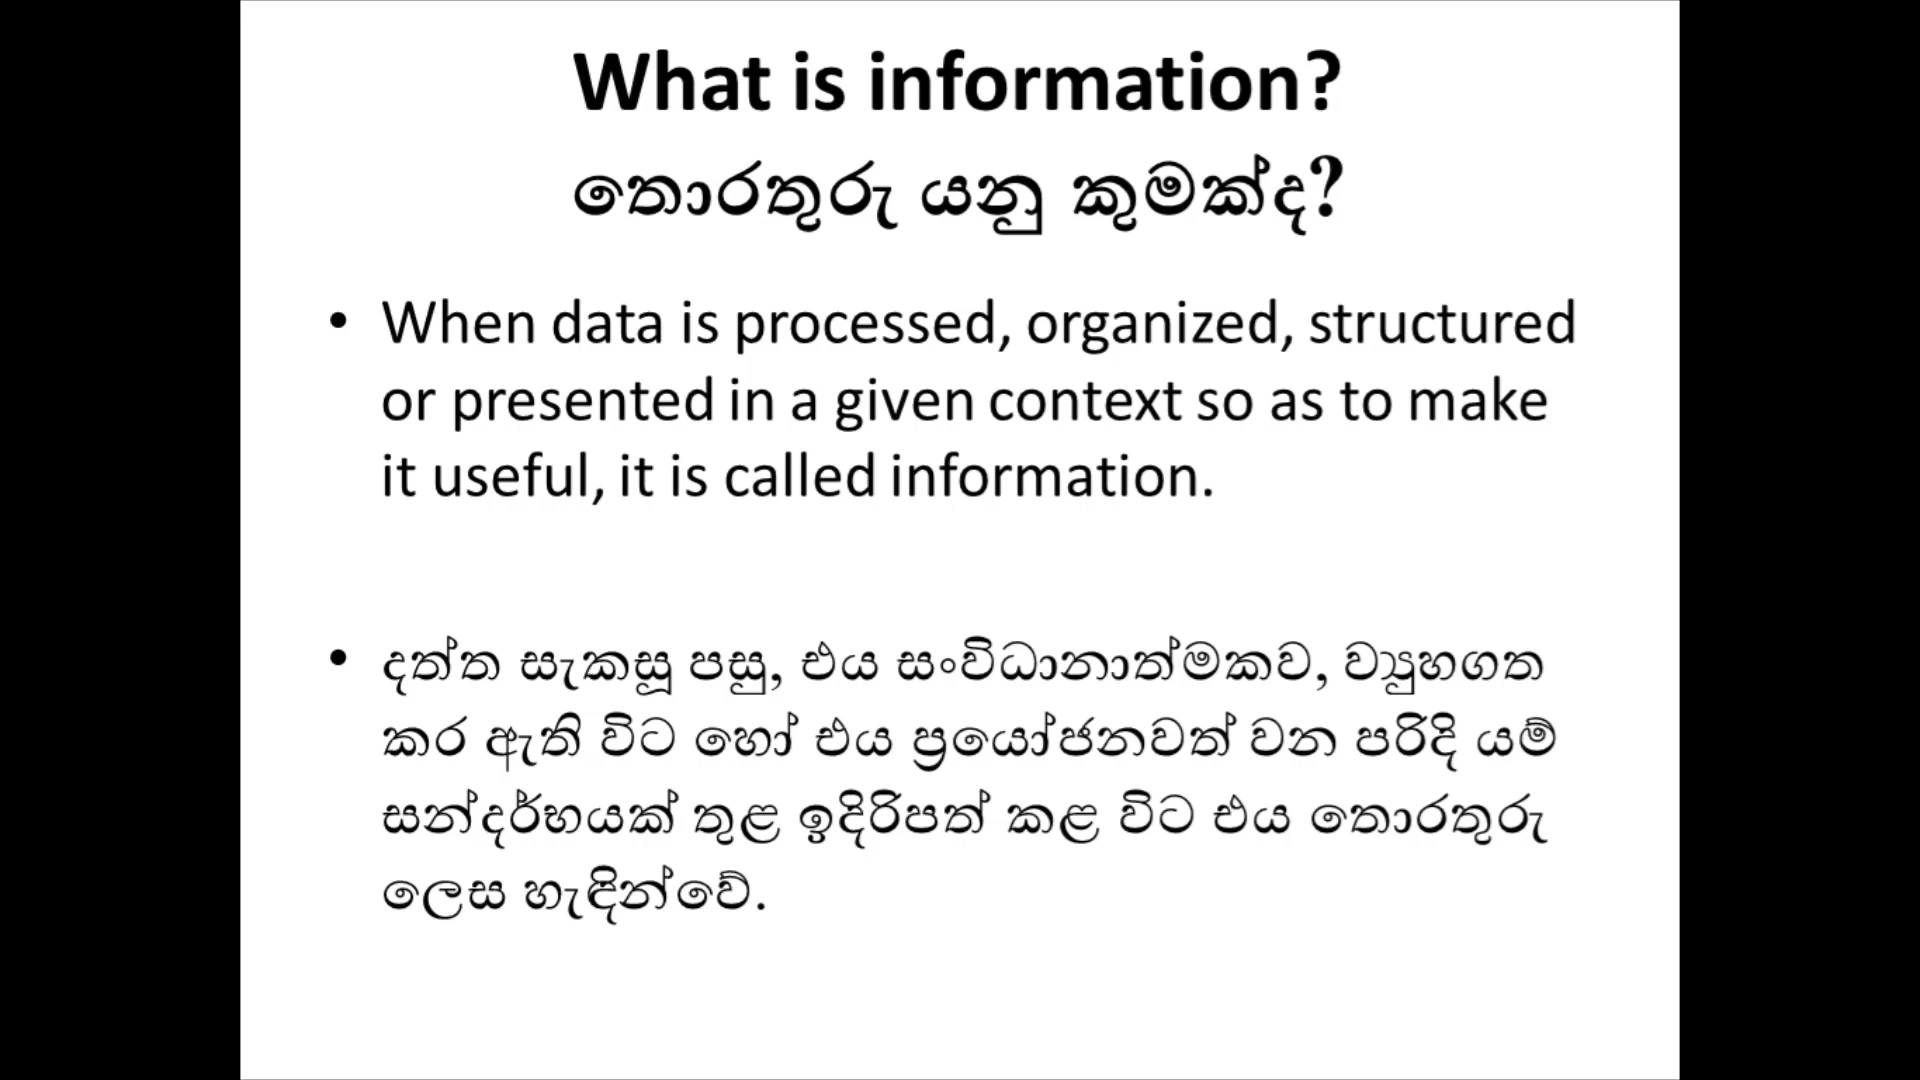 What is information?
තොරතුරු යනු කුමක්ද?
• When data is processed, organized, structured
or presented in a given context so as to make
it useful, it is called information.
• දත්ත සැකසූ පසු, එය සංවිධානාත්මකව, ව්‍යුහගත
කර ඇති විට හෝ එය ප්‍රයෝජනවත් වන පරිදි යම්
සන්දර්භයක් තුළ ඉදිරිපත් කළ විට එය තොරතුරු
ලෙස හැඳින්වේ.